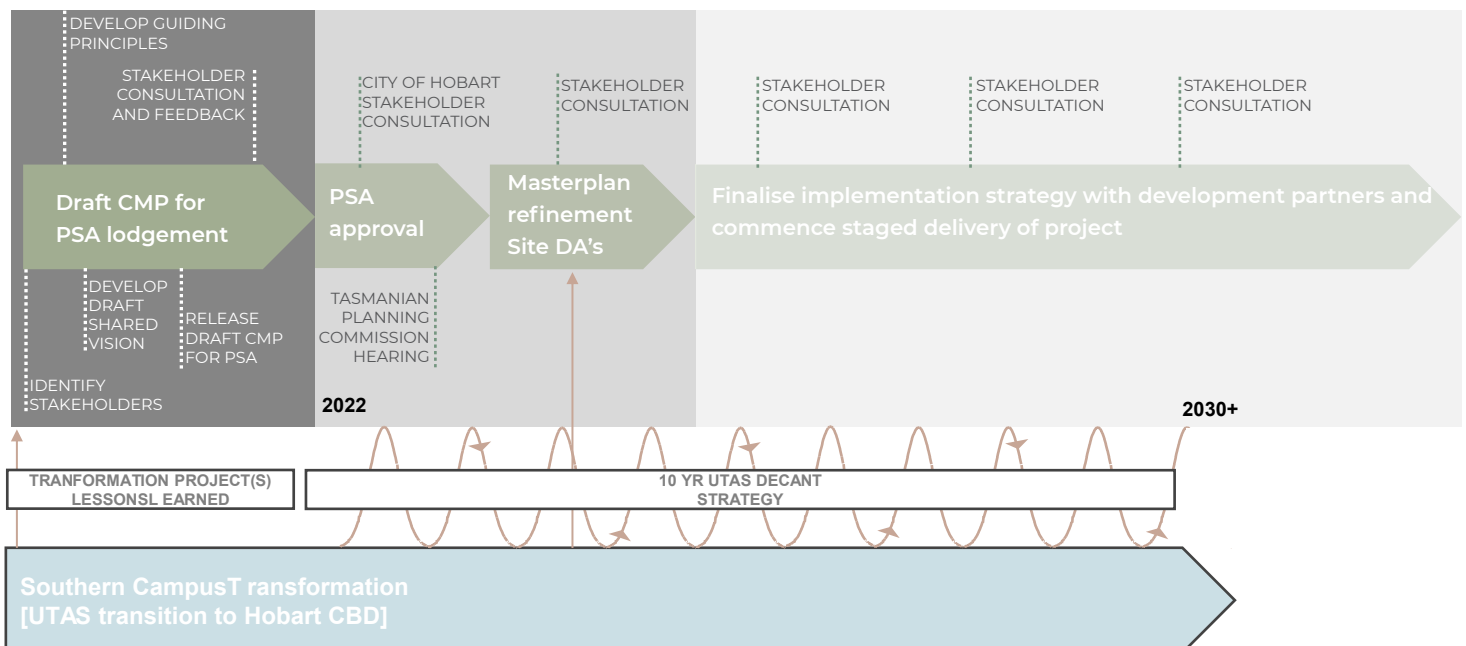 DEVELOP GUIDING
PRINCIPLES
STAKEHOLDER
CONSULTATION
AND FEEDBACK
CITY OF HOBART
STAKEHOLDER
CONSULTATION
STAKEHOLDER
CONSULTATION
STAKEHOLDER
CONSULTATION
STAKEHOLDER
CONSULTATION
STAKEHOLDER
CONSULTATION
Draft CMP for
PSA lodgement
PSA
approval
Masterplan
refinement
Site DA's
Finalise implementation strategy with development partners and
commence staged delivery of project
DEVELOP
DRAFT
SHARED
VISION
RELEASE
DRAFT CMP
FOR PSA
TASMANIAN
PLANNING
COMMISSION
HEARING
IDENTIFY
STAKEHOLDERS
2022
2030+
TRANFORMATION PROJECT(S)
LESSONSL EARNED
10 YR UTAS DECANT
STRATEGY
Southern CampusT ransformation
[UTAS transition to Hobart CBD]